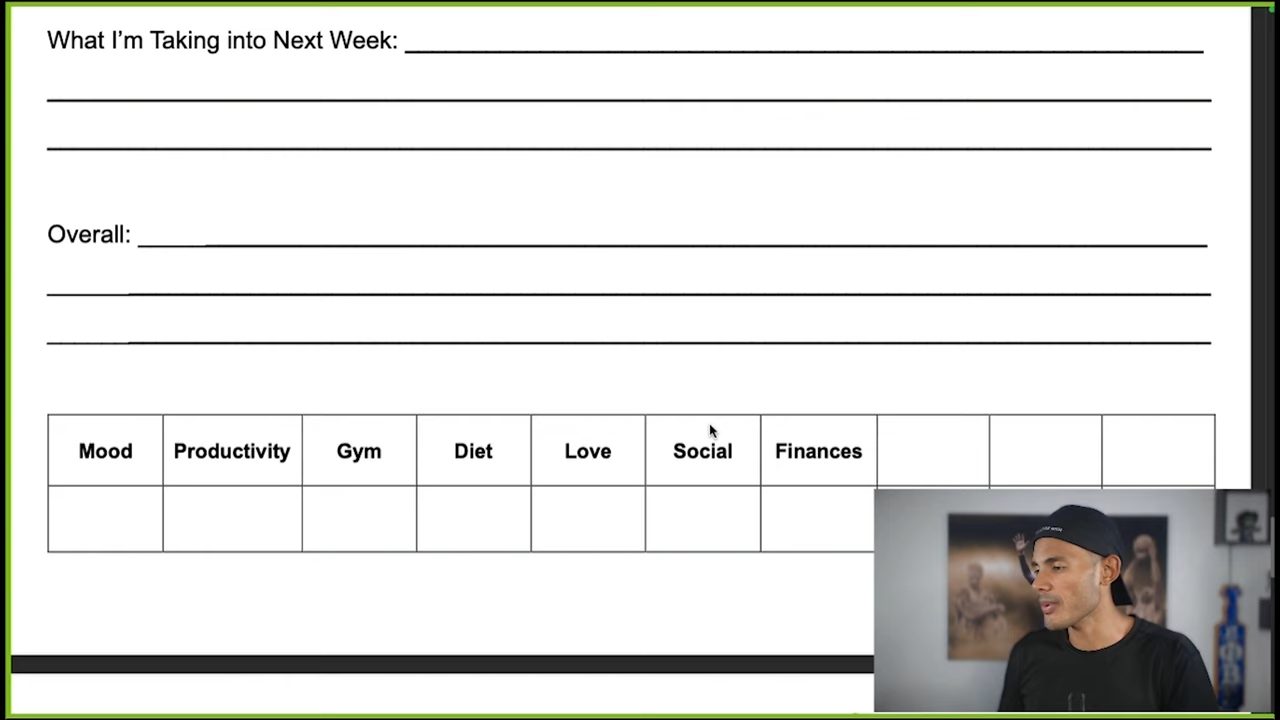 What I'm Taking into Next Week:
Overall:
Mood Productivity Gym Diet Love Social Finances